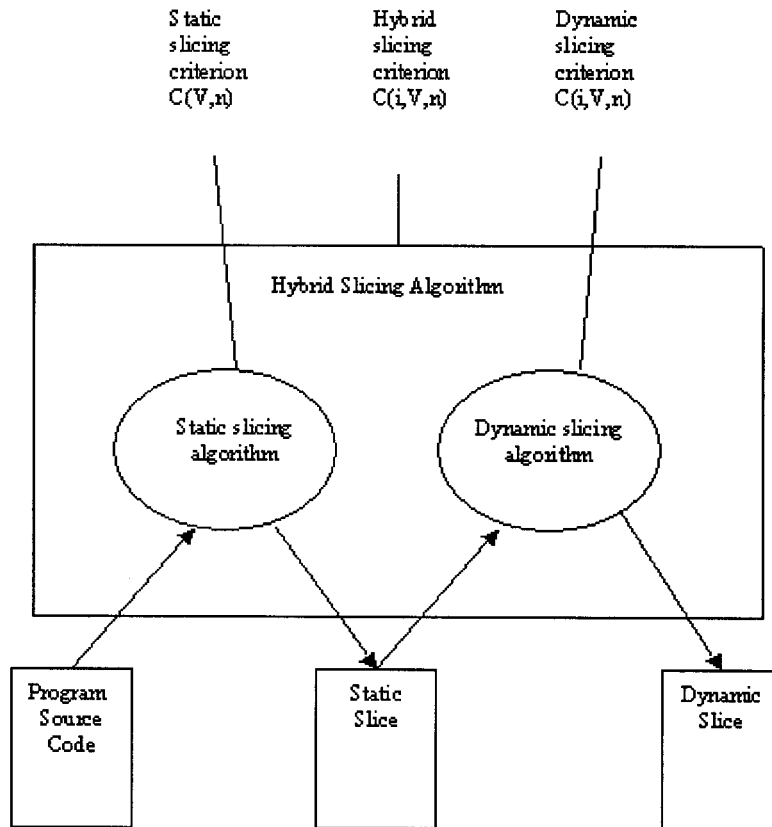 Static
slicing
criterion
C(V,n)
Hybrid
slicing
criterion
C(i,V,n)
Dynamic
slicing
criterion
C(i,V,n)
Hybrid Slicing Algorithm
Static slicing
algorithm
Dynamic slicing
algorithm
Program
Source
Code
Static
Slice
Dynamic
Slice